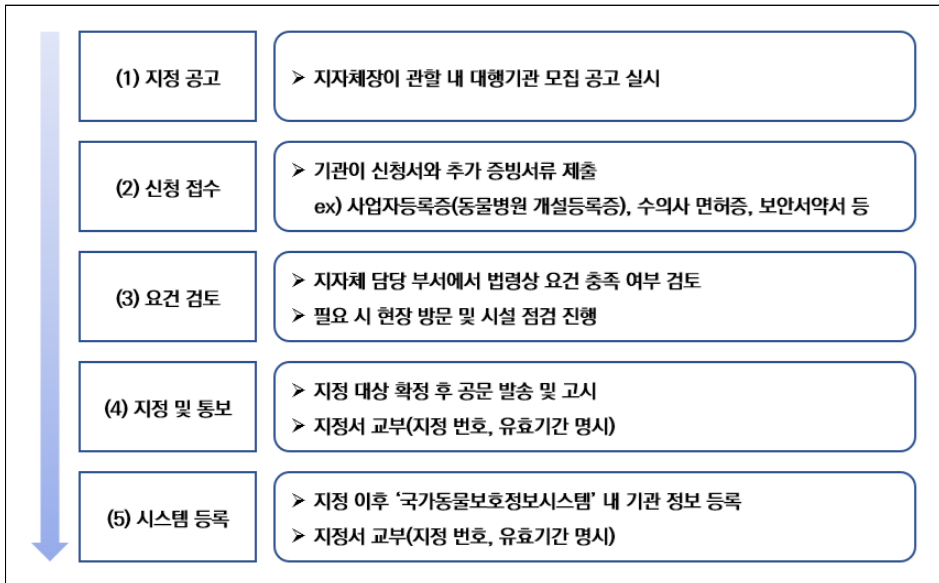 (1) 지정 공고
➤ 지자체장이 관할 내 대행기관 모집 공고 실시
(2) 신청 접수
➤ 기관이 신청서와 추가 증빙서류 제출
ex) 사업자등록증(동물병원 개설등록증), 수의사 면허증, 보안서약서 등
(3) 요건 검토
➤ 지자체 담당 부서에서 법령상 요건 충족 여부 검토
➤ 필요 시 현장 방문 및 시설 점검 진행
(4) 지정 및 통보
➤ 지정 대상 확정 후 공문 발송 및 고시
➤ 지정서 교부(지정 번호, 유효기간 명시)
(5) 시스템 등록
➤ 지정 이후 ‘국가동물보호정보시스템’ 내 기관 정보 등록
➤ 지정서 교부(지정 번호, 유효기간 명시)